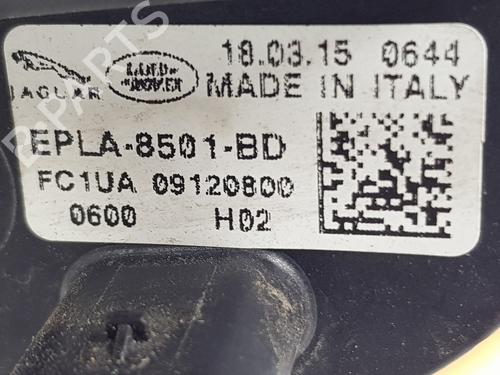 18.03.15 0644
JAGUAR LAND ROVER MADE IN ITALY
EPLA-8501-BD
FC1UA 09120800
0600 H02